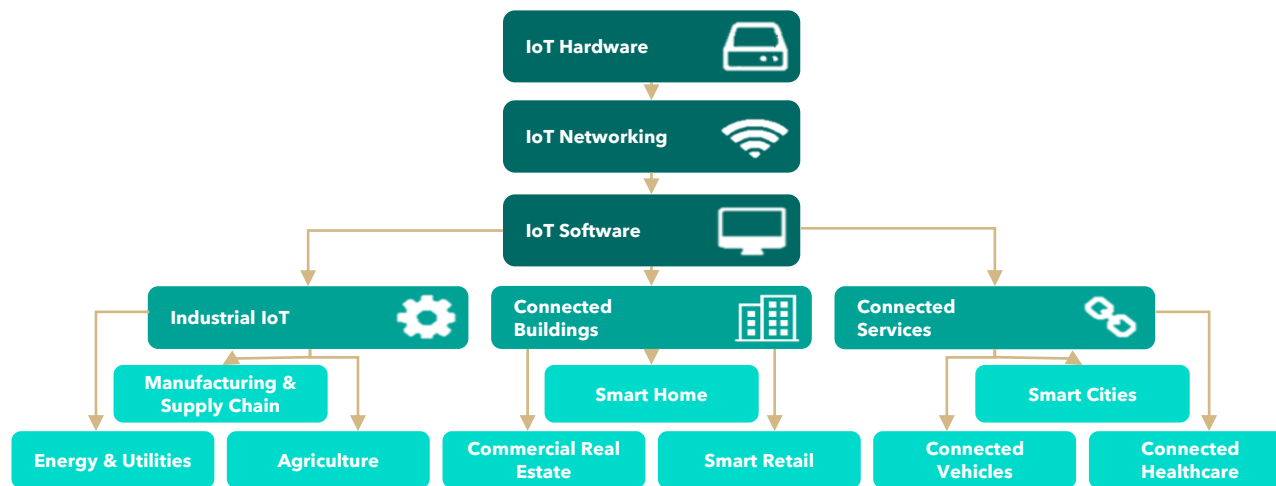 IoT Hardware
IoT Networking
IoT Software
Industrial IoT
Connected
Buildings
Connected
Services
Manufacturing &
Supply Chain
Smart Home
Smart Cities
Energy & Utilities
Agriculture
Commercial Real
Estate
Smart Retail
Connected
Vehicles
Connected
Healthcare